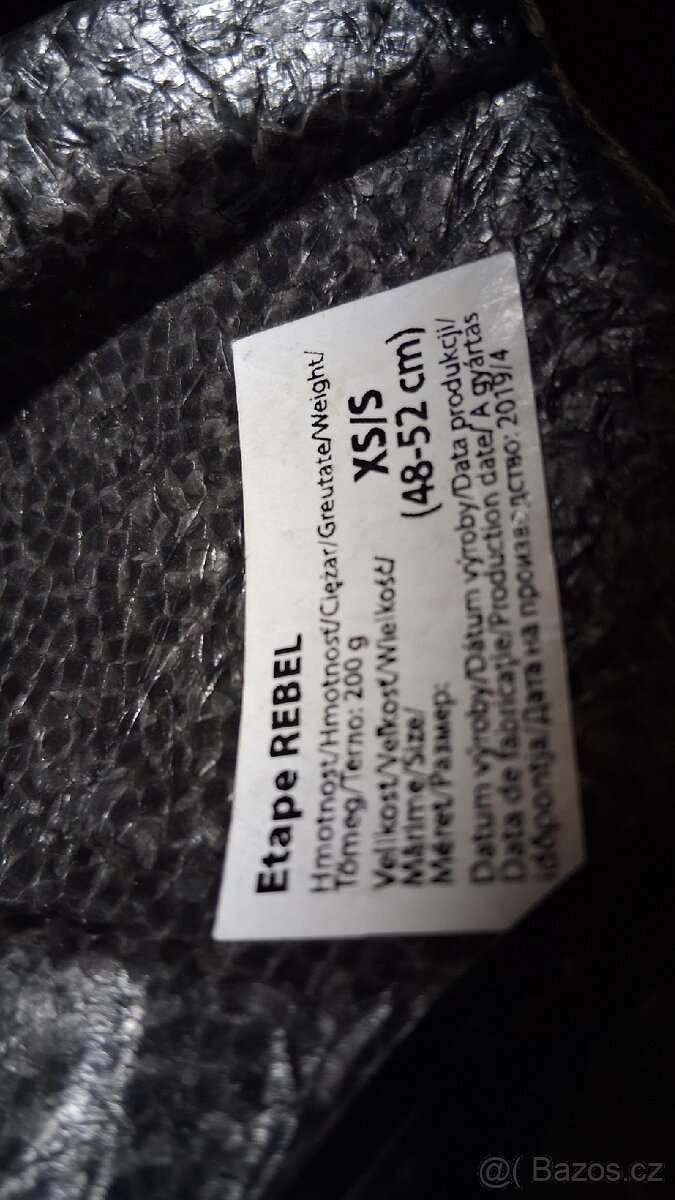 Etape REBEL
Hmotnost/Hmotnosť/Ciężar/Greutate/Weight/
Tömeg/Terno: 200 g
Velikost/Veľkosť/Wielkość/
Mărime/Size/
Méret/Размер:
XS/S
(48-52 cm)
Datum výroby/Dátum výroby/Data produkcji/
Data de fabricaţie/Production date/ A gyártás
időpontja/Дата на производство: 2019/4
@( Bazos.cz